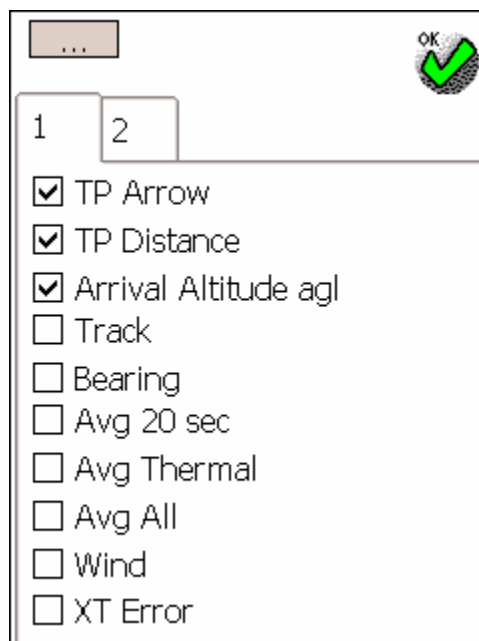 ...
OK
1
2
TP Arrow
TP Distance
Arrival Altitude agl
Track
Bearing
Avg 20 sec
Avg Thermal
Avg All
Wind
XT Error